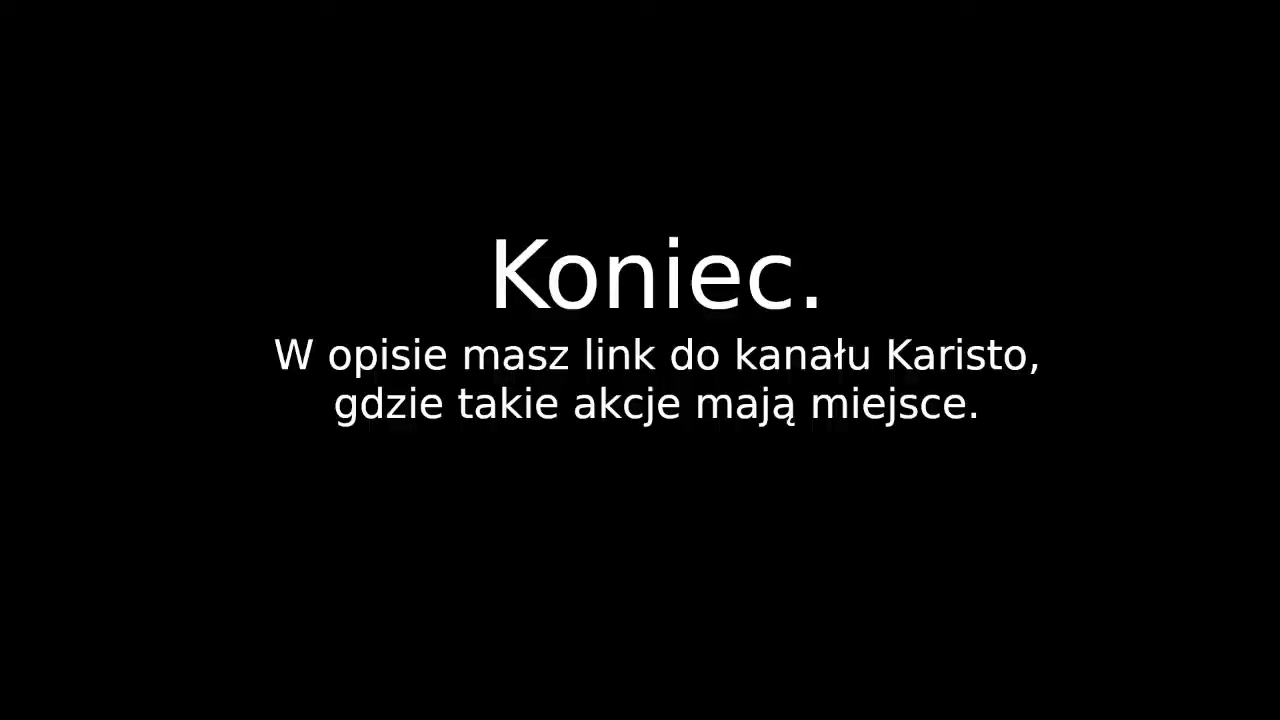 Koniec.
W opisie masz link do kanału Karisto,
gdzie takie akcje mają miejsce.